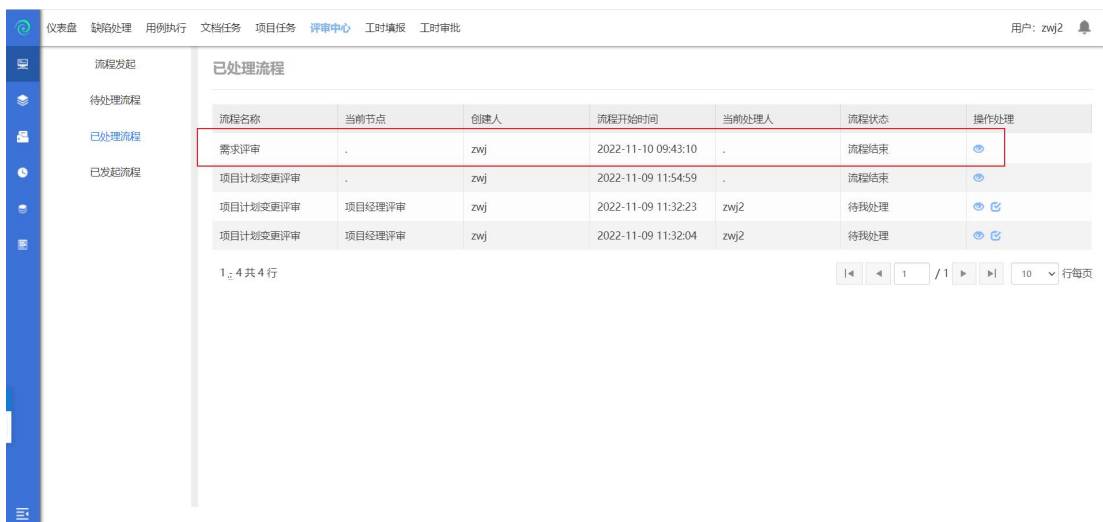 仪表盘 缺陷处理 用例执行 文档任务 项目任务 评审中心 工时填报 工时审批 用户: zwj2
流程发起
待处理流程
已处理流程
已发起流程
已处理流程
流程名称 当前节点 创建人 流程开始时间 当前处理人 流程状态 操作处理
需求评审 . zwj 2022-11-10 09:43:10 . 流程结束
项目计划变更评审 . zwj 2022-11-09 11:54:59 . 流程结束
项目计划变更评审 项目经理评审 zwj 2022-11-09 11:32:23 zwj2 待我处理
项目计划变更评审 项目经理评审 zwj 2022-11-09 11:32:04 zwj2 待我处理
1 - 4 共 4 行 1 / 1 10 行每页